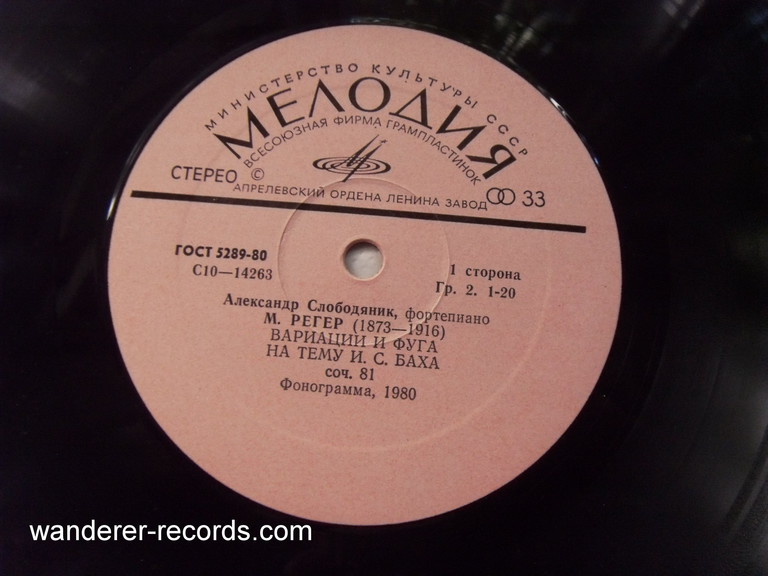 МИНИСТЕРСТВО КУЛЬТУРЫ СССР
МЕЛОДИЯ
ВСЕСОЮЗНАЯ ФИРМА ГРАМПЛАСТИНОК
СТЕРЕО © 33
АПРЕЛЕВСКИЙ ОРДЕНА ЛЕНИНА ЗАВОД
ГОСТ 5289-80
С10—14263
1 сторона
Гр. 2. 1-20
Александр Слободяник, фортепиано
М. РЕГЕР (1873—1916)
ВАРИАЦИИ И ФУГА
НА ТЕМУ И. С. БАХА
соч. 81
Фонограмма, 1980
wanderer-records.com